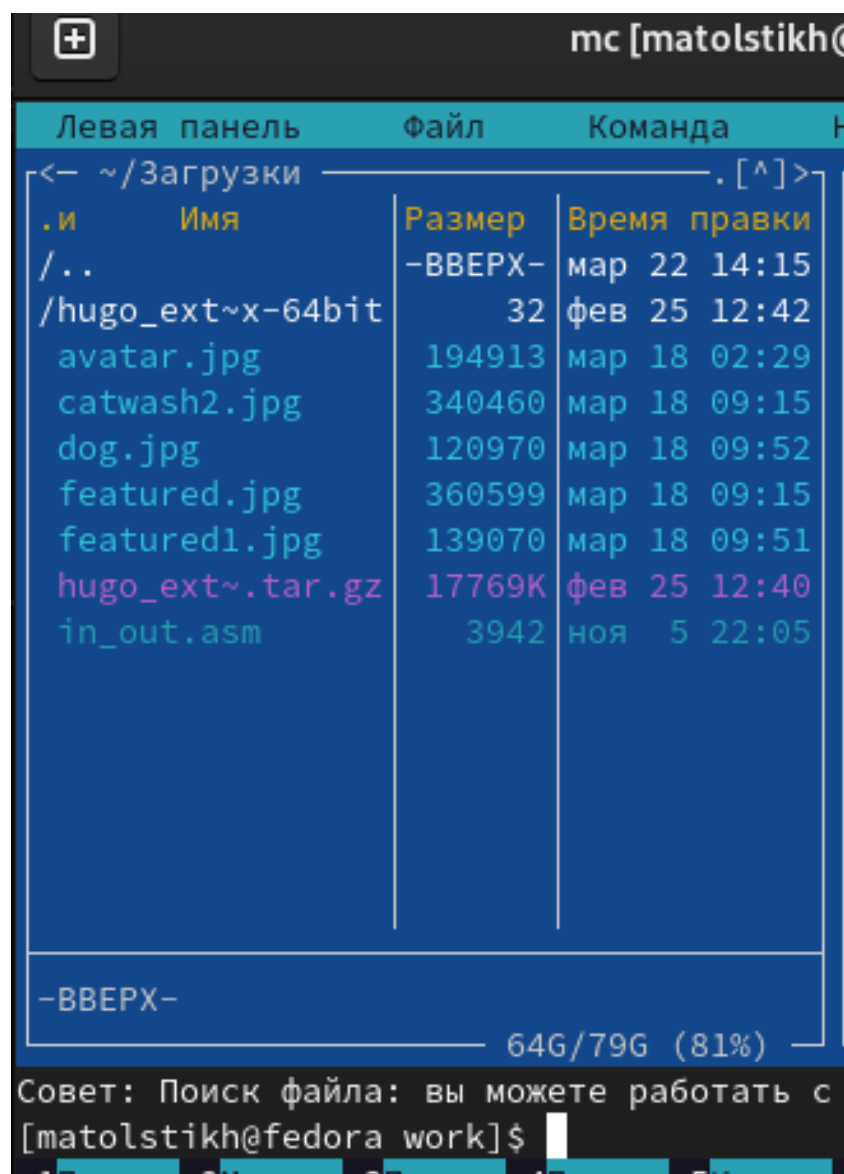 mc [matolstikh@
Левая панель Файл Команда
<— ~/Загрузки .[^]>
.и Имя Размер Время правки
/.. -ВВЕРХ- мар 22 14:15
/hugo_ext~x-64bit 32 фев 25 12:42
avatar.jpg 194913 мар 18 02:29
catwash2.jpg 340460 мар 18 09:15
dog.jpg 120970 мар 18 09:52
featured.jpg 360599 мар 18 09:15
featured1.jpg 139070 мар 18 09:51
hugo_ext~.tar.gz 17769K фев 25 12:40
in_out.asm 3942 ноя 5 22:05
-ВВЕРХ-
64G/79G (81%)
Совет: Поиск файла: вы можете работать с
[matolstikh@fedora work]$